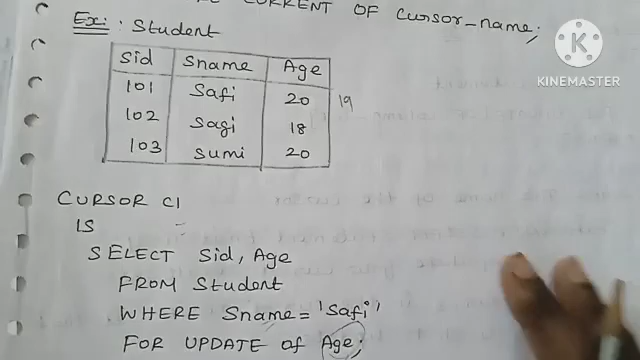 CURRENT OF Cursor_name;
Ex: Student
Sid Sname Age
101 Safi 20 19
102 Sagi 18
103 Sumi 20
CURSOR C1
IS
SELECT Sid, Age
FROM Student
WHERE Sname = 'Safi'
FOR UPDATE of Age;
KINEMASTER